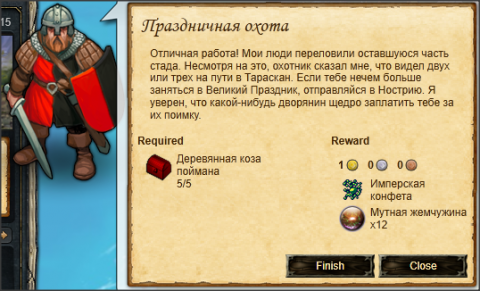 Праздничная охота
Отличная работа! Мои люди переловили оставшуюся часть
стада. Несмотря на это, охотник сказал мне, что видел двух
или трех на пути в Тараскан. Если тебе нечем больше
заняться в Великий Праздник, отправляйся в Нострию. Я
уверен, что какой-нибудь дворянин щедро заплатить тебе за
их поимку.
Required
Reward
Деревянная коза
поймана
5/5
1 0 0
Имперская
конфета
Мутная жемчужина
x12
Finish
Close